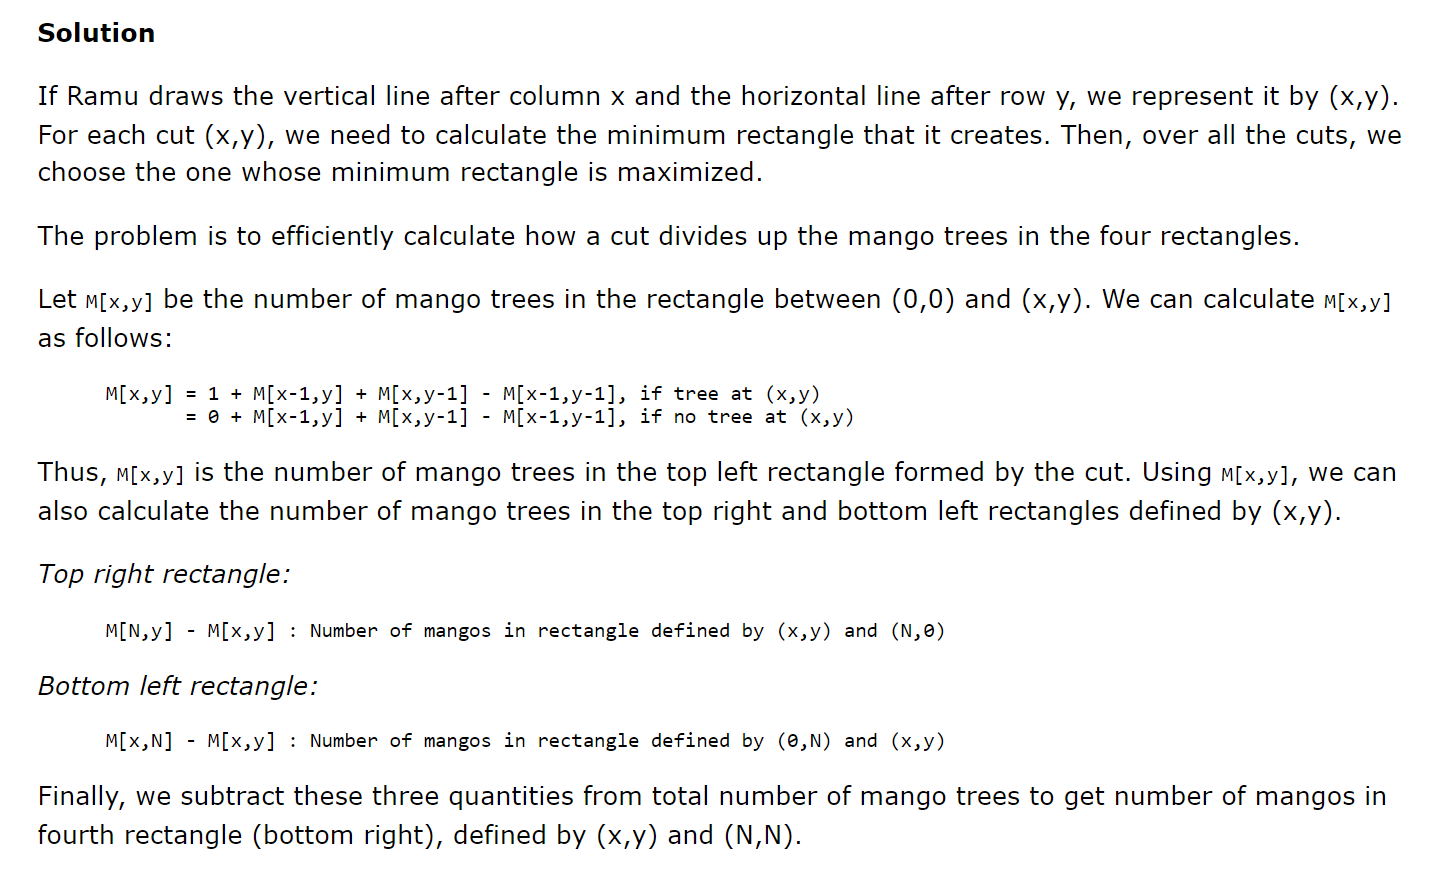 Solution
If Ramu draws the vertical line after column x and the horizontal line after row y, we represent it by (x,y).
For each cut (x,y), we need to calculate the minimum rectangle that it creates. Then, over all the cuts, we
choose the one whose minimum rectangle is maximized.
The problem is to efficiently calculate how a cut divides up the mango trees in the four rectangles.
Let M[x,y] be the number of mango trees in the rectangle between (0,0) and (x,y). We can calculate M[x,y]
as follows:
M[x,y] = 1 + M[x-1,y] + M[x,y-1] - M[x-1,y-1], if tree at (x,y)
= 0 + M[x-1,y] + M[x,y-1] - M[x-1,y-1], if no tree at (x,y)
Thus, M[x,y] is the number of mango trees in the top left rectangle formed by the cut. Using M[x,y], we can
also calculate the number of mango trees in the top right and bottom left rectangles defined by (x,y).
Top right rectangle:
M[N,y] - M[x,y] : Number of mangos in rectangle defined by (x,y) and (N,0)
Bottom left rectangle:
M[x,N] - M[x,y] : Number of mangos in rectangle defined by (0,N) and (x,y)
Finally, we subtract these three quantities from total number of mango trees to get number of mangos in
fourth rectangle (bottom right), defined by (x,y) and (N,N).